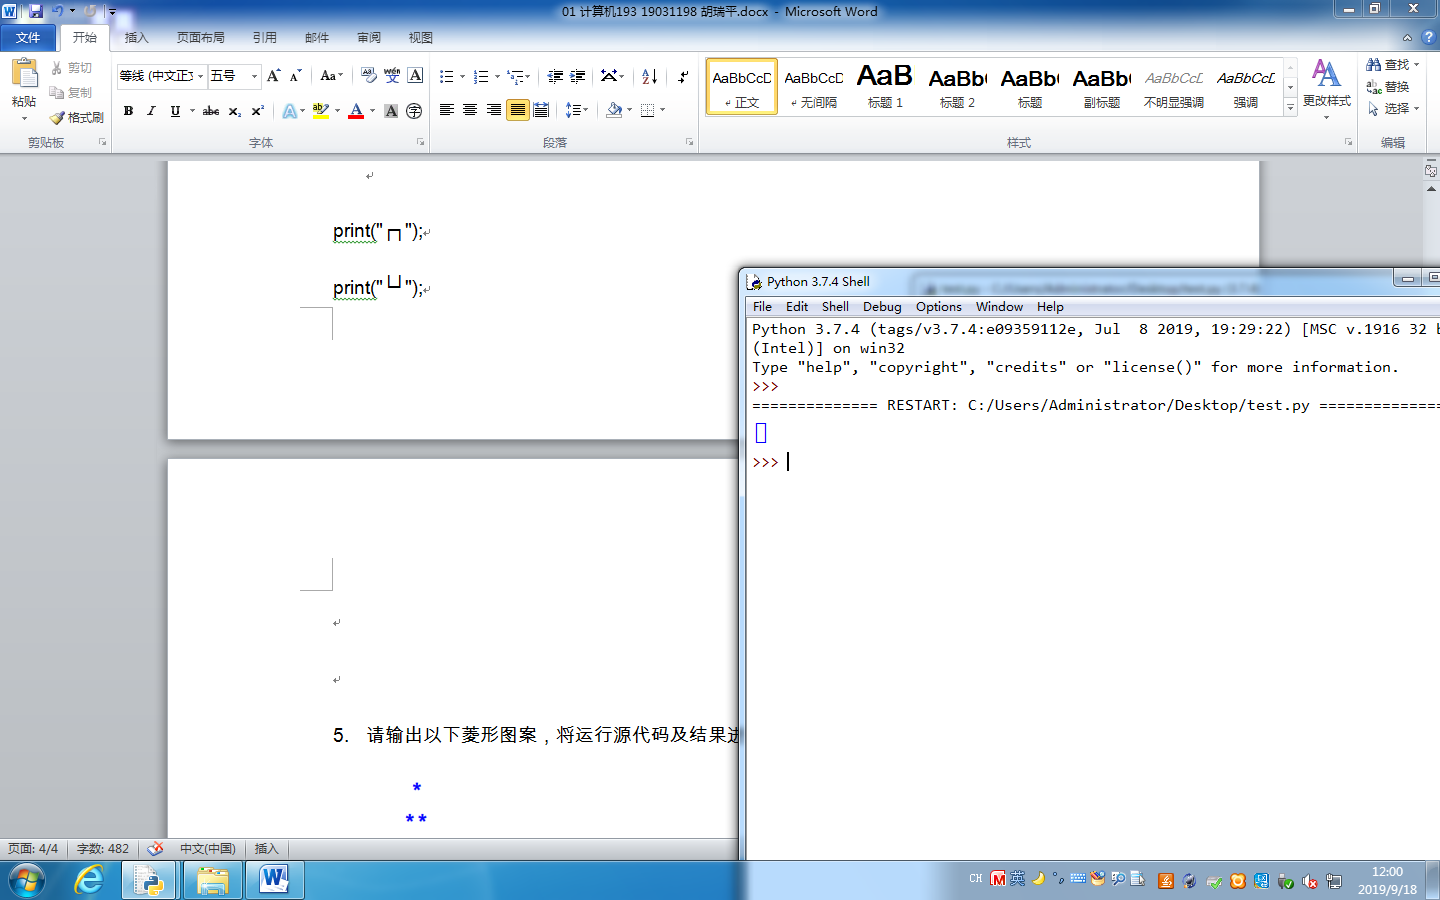 01 计算机193 19031198 胡瑞平.docx - Microsoft Word
文件 开始 插入 页面布局 引用 邮件 审阅 视图
粘贴 剪切 复制 格式刷
剪贴板
等线 (中文正文 五号
字体
段落
AaBbCcD AaBbCcD AaB AaBb AaBb AaBb AaBbCcD AaBbCcD
正文 无间隔 标题 1 标题 2 标题 副标题 不明显强调 强调
更改样式
样式
查找 替换 选择
编辑
print("┌┐");
print("└┘");
5. 请输出以下菱形图案，将运行源代码及结果进
*
**
Python 3.7.4 Shell
File Edit Shell Debug Options Window Help
Python 3.7.4 (tags/v3.7.4:e09359112e, Jul  8 2019, 19:29:22) [MSC v.1916 32 b
(Intel)] on win32
Type "help", "copyright", "credits" or "license()" for more information.
>>>
============== RESTART: C:/Users/Administrator/Desktop/test.py ==============
>>>
页面: 4/4 字数: 482 中文(中国) 插入
CH 英
12:00
2019/9/18